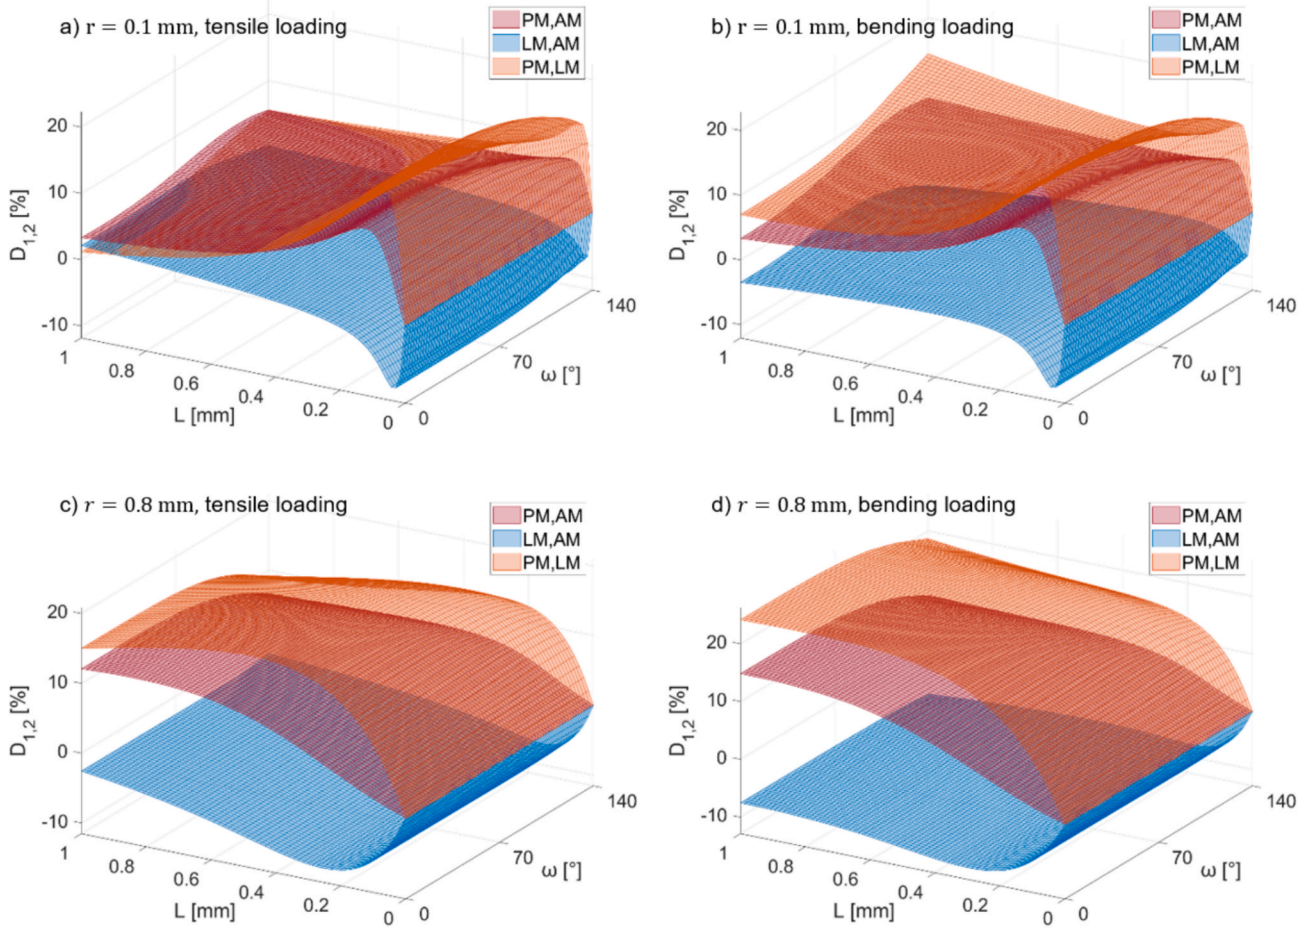 a) r = 0.1 mm, tensile loading
PM,AM
LM,AM
PM,LM
D1,2 [%]
20
10
0
-10
1
0.8
0.6
0.4
0.2
0
L [mm]
0
70
140
ω [°]
b) r = 0.1 mm, bending loading
PM,AM
LM,AM
PM,LM
D1,2 [%]
20
10
0
-10
1
0.8
0.6
0.4
0.2
0
L [mm]
0
70
140
ω [°]
c) r = 0.8 mm, tensile loading
PM,AM
LM,AM
PM,LM
D1,2 [%]
20
10
0
-10
1
0.8
0.6
0.4
0.2
0
L [mm]
0
70
140
ω [°]
d) r = 0.8 mm, bending loading
PM,AM
LM,AM
PM,LM
D1,2 [%]
20
10
0
-10
1
0.8
0.6
0.4
0.2
0
L [mm]
0
70
140
ω [°]